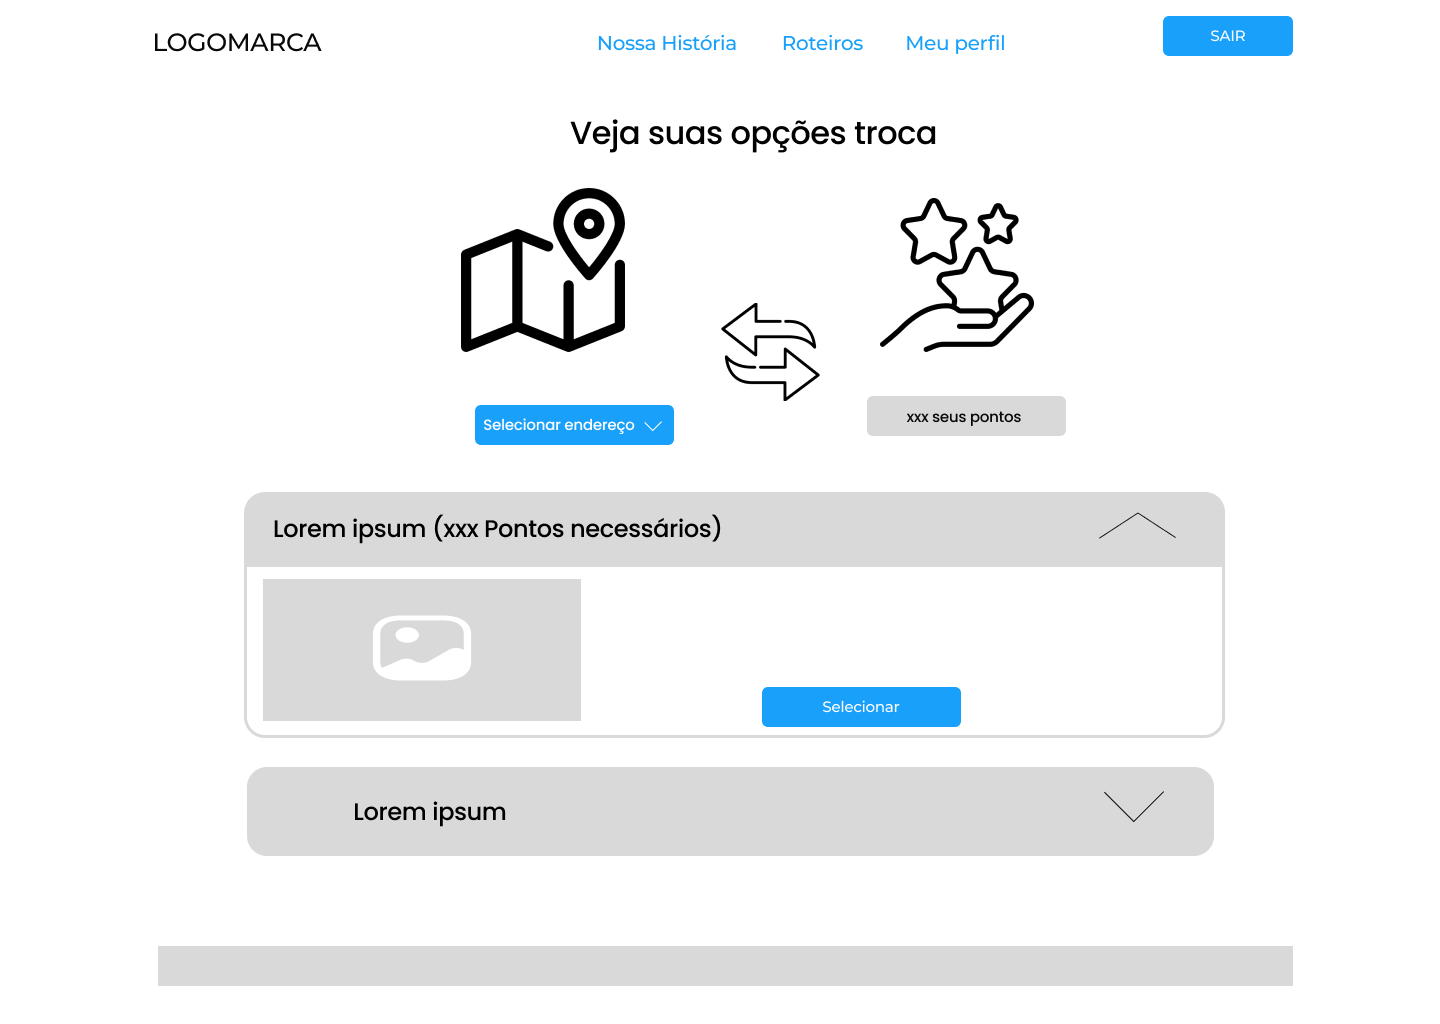 LOGOMARCA
Nossa História
Roteiros
Meu perfil
SAIR
Veja suas opções troca
Selecionar endereço
xxx seus pontos
Lorem ipsum (xxx Pontos necessários)
Selecionar
Lorem ipsum